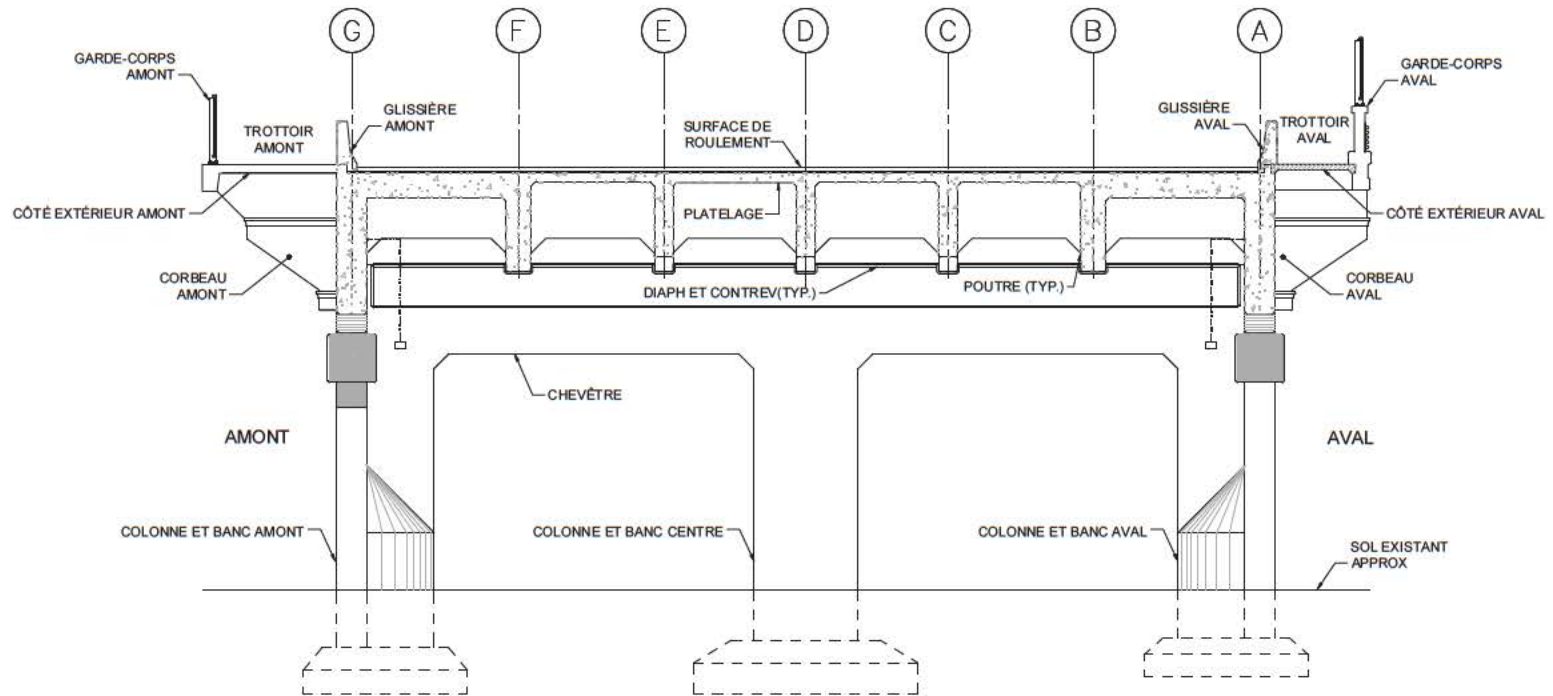 G
F
E
D
C
B
A
GARDE-CORPS
AMONT
GLISSIÈRE
AMONT
TROTTOIR
AMONT
SURFACE DE
ROULEMENT
GLISSIÈRE
AVAL
TROTTOIR
AVAL
GARDE-CORPS
AVAL
CÔTÉ EXTÉRIEUR AMONT
PLATELAGE
CÔTÉ EXTÉRIEUR AVAL
CORBEAU
AMONT
DIAPH ET CONTREV(TYP.)
POUTRE (TYP.)
CORBEAU
AVAL
CHEVÊTRE
AMONT
AVAL
COLONNE ET BANC AMONT
COLONNE ET BANC CENTRE
COLONNE ET BANC AVAL
SOL EXISTANT
APPROX